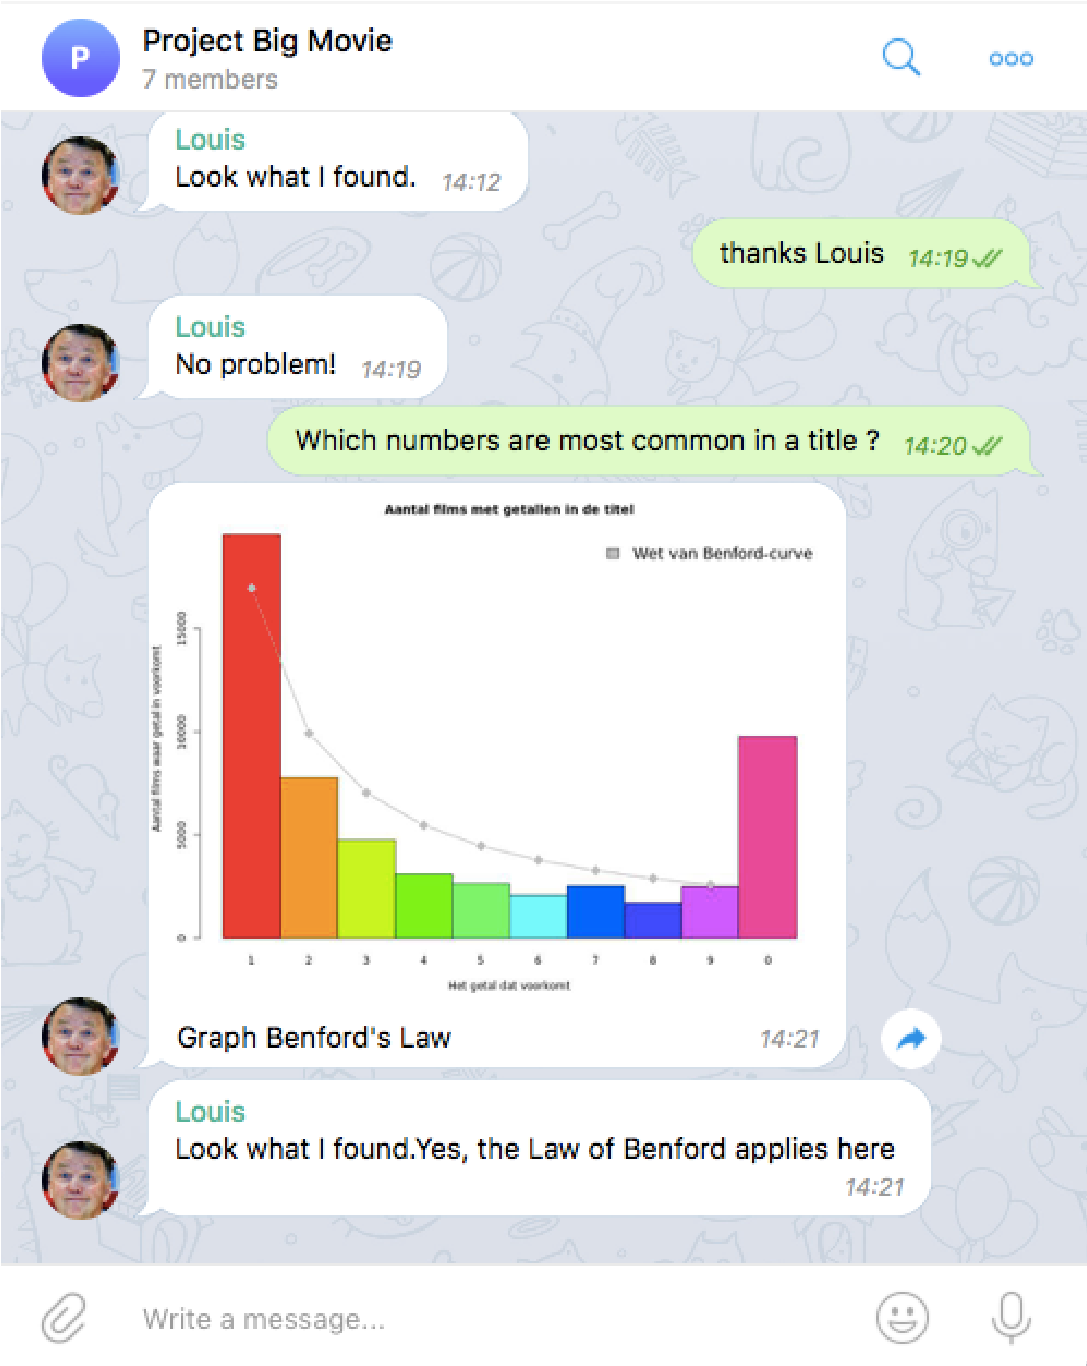 P
Project Big Movie
7 members
Louis
Look what I found. 14:12
thanks Louis 14:19
Louis
No problem! 14:19
Which numbers are most common in a title ? 14:20
Aantal films met getallen in de titel
Wet van Benford-curve
Aantal films waar getal in voorkomt
15000
10000
5000
0
1 2 3 4 5 6 7 8 9 0
Het getal dat voorkomt
Graph Benford's Law 14:21
Louis
Look what I found.Yes, the Law of Benford applies here
14:21
Write a message...